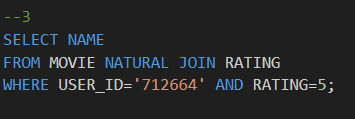 --3
SELECT NAME
FROM MOVIE NATURAL JOIN RATING
WHERE USER_ID='712664' AND RATING=5;